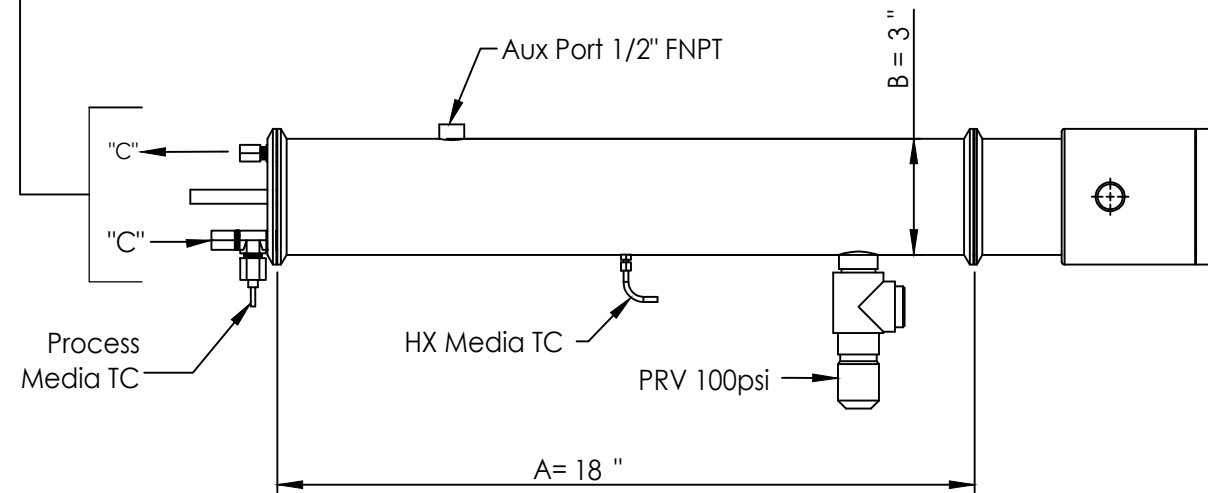 Aux Port 1/2" FNPT
B = 3 "
"C"
"C"
Process
Media TC
HX Media TC
PRV 100psi
A= 18 "